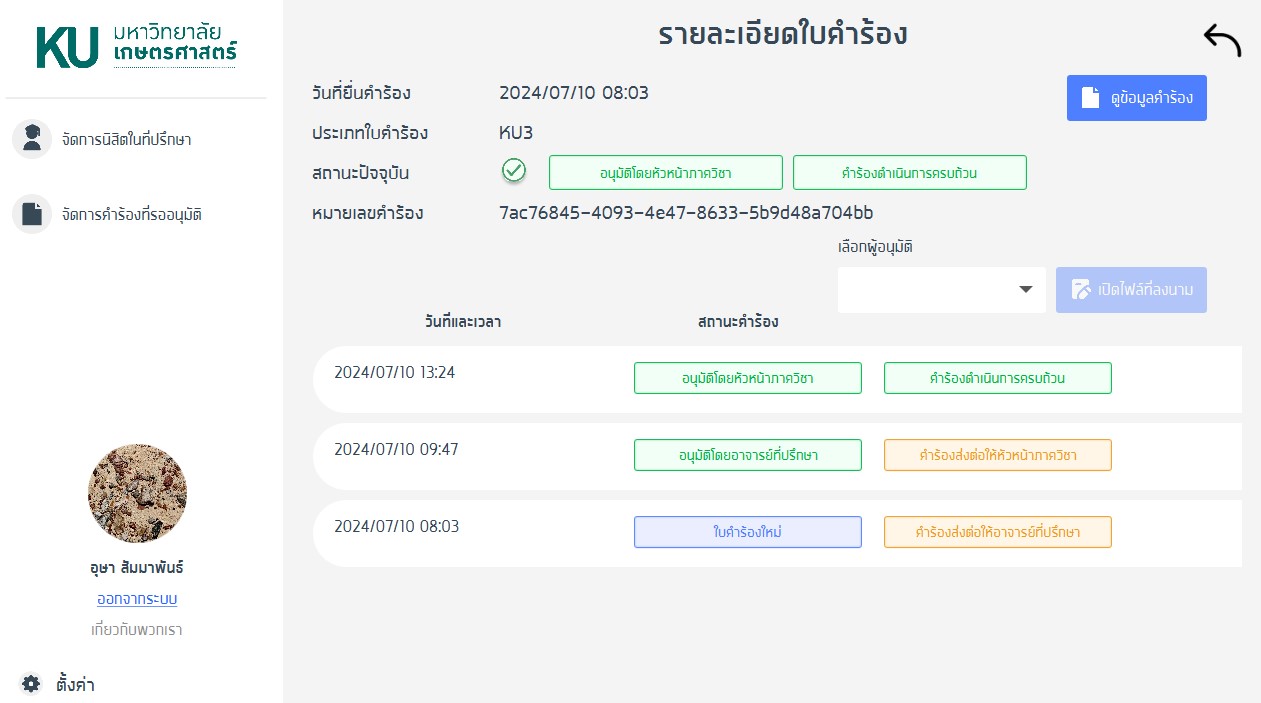 KU มหาวิทยาลัย
เกษตรศาสตร์
จัดการนิสิตในที่ปรึกษา
จัดการคำร้องที่รออนุมัติ
อุษา สัมมาพันธ์
ออกจากระบบ
เกี่ยวกับพวกเรา
ตั้งค่า
รายละเอียดใบคำร้อง
วันที่ยื่นคำร้อง 2024/07/10 08:03
ดูข้อมูลคำร้อง
ประเภทใบคำร้อง KU3
สถานะปัจจุบัน อนุมัติโดยหัวหน้าภาควิชา คำร้องดำเนินการครบถ้วน
หมายเลขคำร้อง 7ac76845-4093-4e47-8633-5b9d48a704bb
เลือกผู้อนุมัติ
เปิดไฟล์ที่ลงนาม
วันที่และเวลา สถานะคำร้อง
2024/07/10 13:24 อนุมัติโดยหัวหน้าภาควิชา คำร้องดำเนินการครบถ้วน
2024/07/10 09:47 อนุมัติโดยอาจารย์ที่ปรึกษา คำร้องส่งต่อให้หัวหน้าภาควิชา
2024/07/10 08:03 ใบคำร้องใหม่ คำร้องส่งต่อให้อาจารย์ที่ปรึกษา